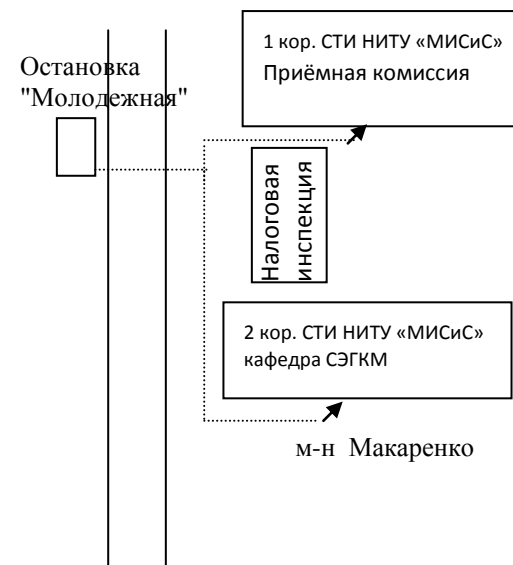 1 кор. СТИ НИТУ «МИСиС»
Приёмная комиссия
Остановка
"Молодежная"
Налоговая
инспекция
2 кор. СТИ НИТУ «МИСиС»
кафедра СЭГКМ
м-н Макаренко